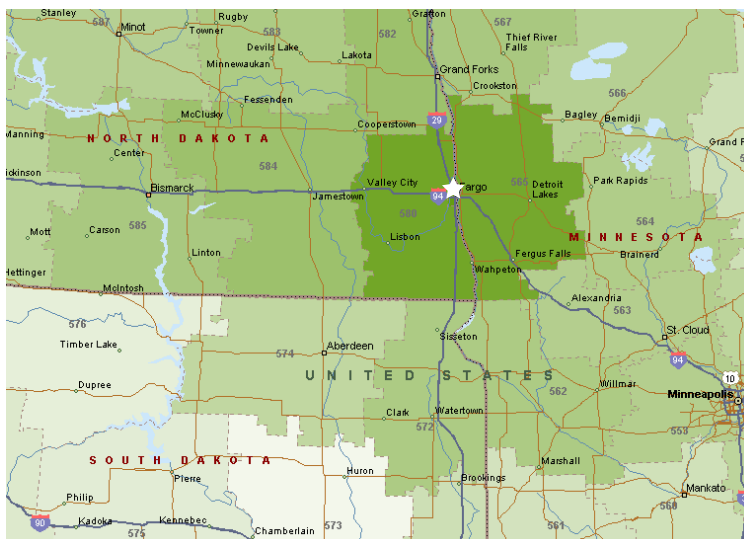 Stanley
587
Minot
Rugby
Towner
583
Devils Lake
Minnewaukan
Lakota
582
Grafton
567
Thief River
Falls
Grand Forks
Crookston
566
Fessenden
McClusky
Cooperstown
29
Bagley
Bemidji
Manning
NORTH DAKOTA
Center
584
Grand F
ickinson
Bismarck
Jamestown
Valley City
94
argo
565
Detroit
Lakes
Park Rapids
580
585
Mott
Carson
Lisbon
564
MINNESOTA
Linton
Fergus Falls
Brainerd
Hettinger
Wahpeton
McIntosh
Alexandria
563
576
Sisseton
St. Cloud
Timber Lake
574
Aberdeen
94
UNITED STATES
10
Dupree
562
Willmar
Minneapolis
Clark
572
Watertown
553
SOUTH DAKOTA
Marshall
Pierre
Huron
Brookings
Mankato
Philip
560
90
Kadoka
575
Kennebec
Chamberlain
573
561